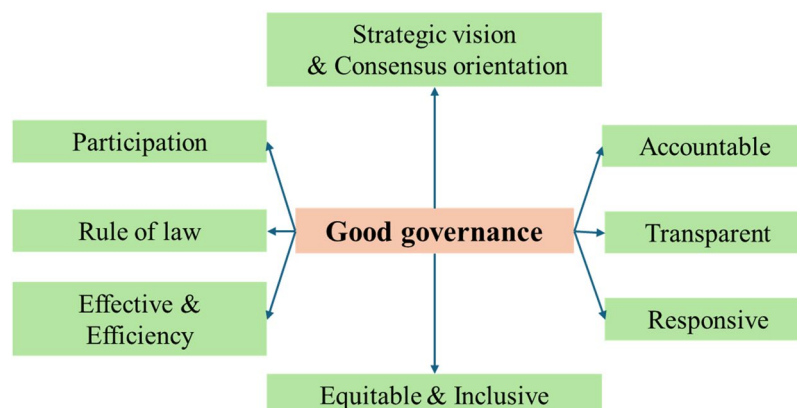 Strategic vision
& Consensus orientation
Participation
Accountable
Rule of law
Good governance
Transparent
Effective &
Efficiency
Responsive
Equitable & Inclusive